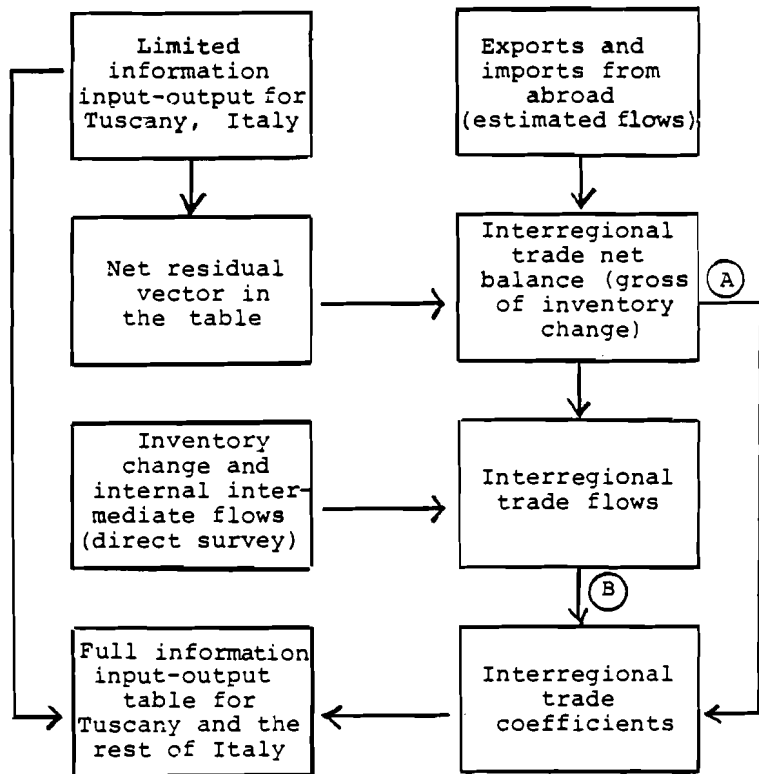 Limited
information
input-output for
Tuscany, Italy
Exports and
imports from
abroad
(estimated flows)
Net residual
vector in
the table
Interregional
trade net
balance (gross
of inventory
change)
A
Inventory
change and
internal inter-
mediate flows
(direct survey)
Interregional
trade flows
B
Full information
input-output
table for
Tuscany and the
rest of Italy
Interregional
trade
coefficients